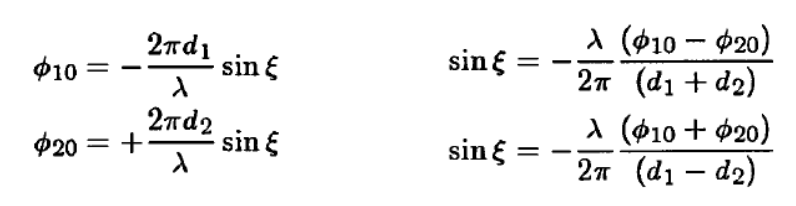 ϕ₁₀ = −(2πd₁/λ) sin ξ
ϕ₂₀ = +(2πd₂/λ) sin ξ
sin ξ = −(λ/2π) (ϕ₁₀ − ϕ₂₀)/(d₁ + d₂)
sin ξ = −(λ/2π) (ϕ₁₀ + ϕ₂₀)/(d₁ − d₂)